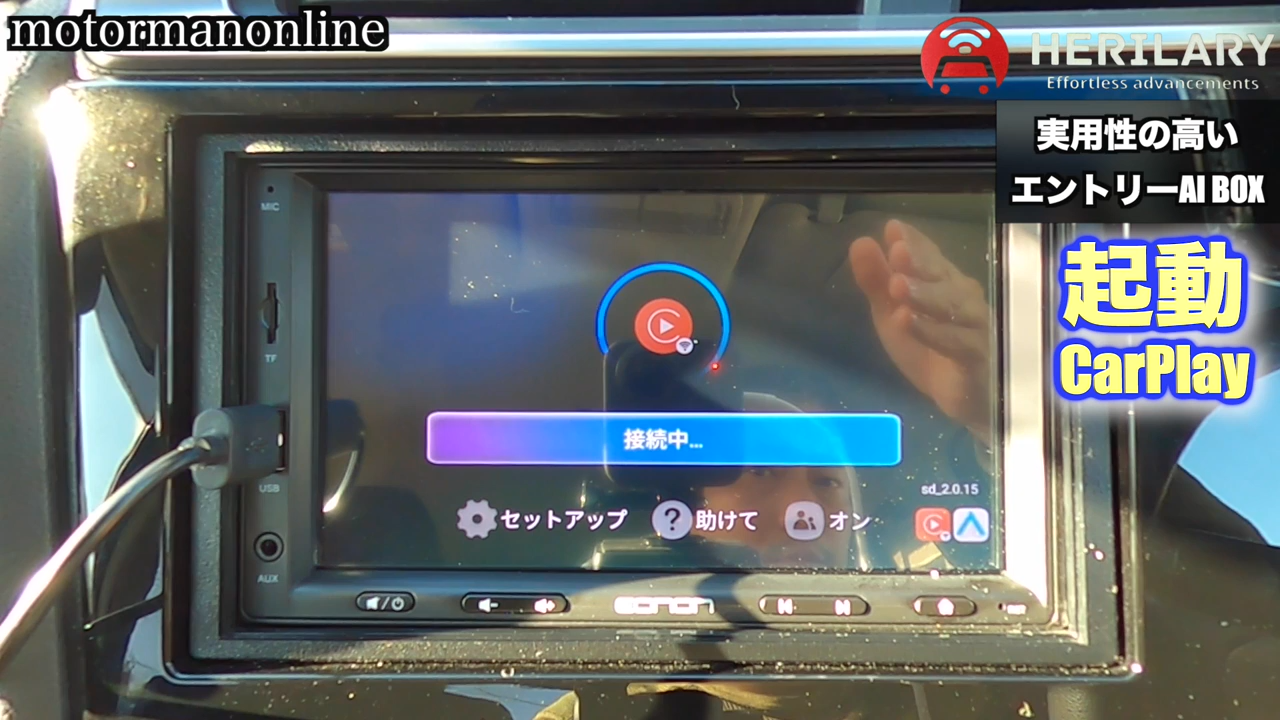 motormanonline
HERILARY
Effortless advancements
実用性の高い
エントリーAI BOX
起動
CarPlay
MIC
TF
USB
AUX
接続中...
sd_2.0.15
セットアップ
助けて
オン
eonon